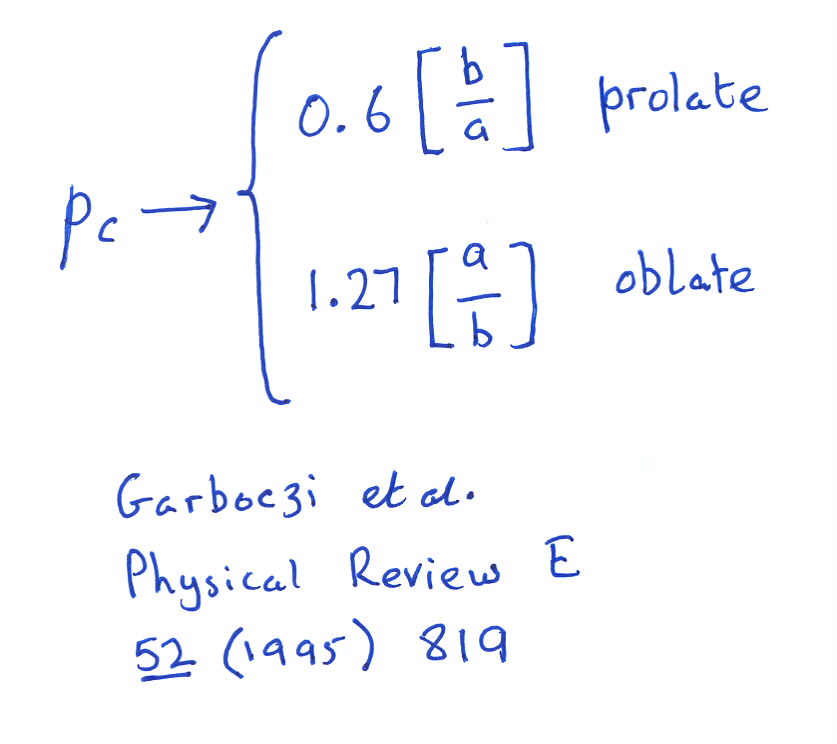 0.6 [b/a] prolate
pc → {
1.27 [a/b] oblate
Garboczi et al.
Physical Review E
52 (1995) 819